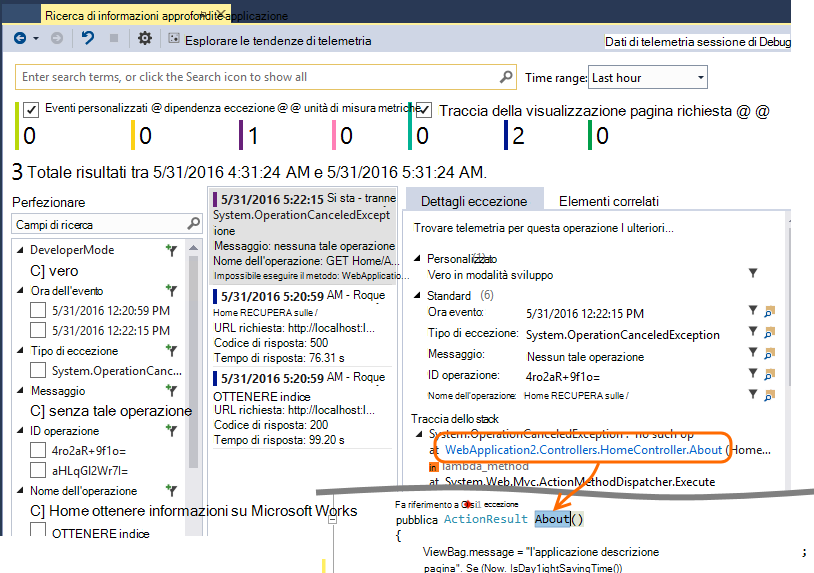 Ricerca di informazioni approfondite applicazione
Esplorare le tendenze di telemetria
Dati di telemetria sessione di Debug
Enter search terms, or click the Search icon to show all
Time range: Last hour
Eventi personalizzati @ dipendenza eccezione @ @ unità di misura metriche
Traccia della visualizzazione pagina richiesta @ @
0 0 1 0 0 2 0
3 Totale risultati tra 5/31/2016 4:31:24 AM e 5/31/2016 5:31:24 AM.
Perfezionare
Campi di ricerca
DeveloperMode
C] vero
Ora dell'evento
5/31/2016 12:20:59 PM
5/31/2016 12:22:15 PM
Tipo di eccezione
System.OperationCanc...
Messaggio
C] senza tale operazione
ID operazione
4ro2aR+9f1o=
aHLqGl2Wr7I=
Nome dell'operazione
C] Home ottenere informazioni su Microsoft Works
OTTENERE indice
5/31/2016 5:22:15 Si sta - tranne
System.OperationCanceledExcept
ione
Messaggio: nessuna tale operazione
Nome dell'operazione: GET Home/A...
Impossibile eseguire il metodo: WebApplicatio...
5/31/2016 5:20:59 AM - Roque
Home RECUPERA sulle /
URL richiesta: http://localhost:l...
Codice di risposta: 500
Tempo di risposta: 76.31 s
5/31/2016 5:20:59 AM - Roque
OTTENERE indice
URL richiesta: http://localhost:l...
Codice di risposta: 200
Tempo di risposta: 99.20 s
Dettagli eccezione
Elementi correlati
Trovare telemetria per questa operazione I ulteriori...
Personalizzato
Vero in modalità sviluppo
Standard (6)
Ora evento: 5/31/2016 12:22:15 PM
Tipo di eccezione: System.OperationCanceledException
Messaggio: Nessun tale operazione
ID operazione: 4ro2aR+9f1o=
Nome dell'operazione: Home RECUPERA sulle /
Traccia dello stack
System.OperationCanceledException : no such op
at WebApplication2.Controllers.HomeController.About (Home...
in lambda_method
at System.Web.Mvc.ActionMethodDispatcher.Execute
Fa riferimento a eccezione
pubblica ActionResult About()
{
ViewBag.message = "l'applicazione descrizione ;
pagina". Se (Now. IsDay1ightSavingTime())